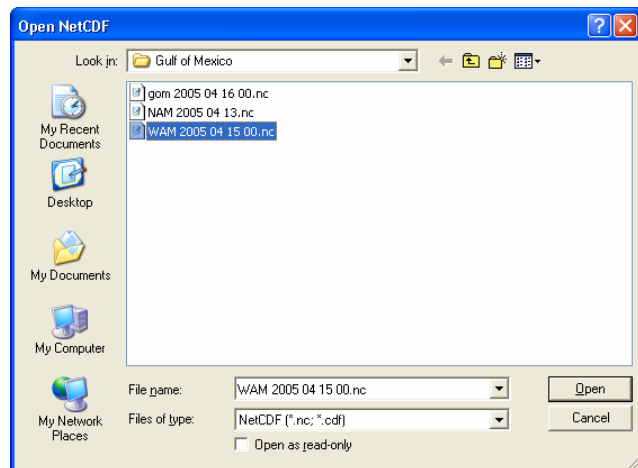 Open NetCDF
Look in: Gulf of Mexico
gom 2005 04 16 00.nc
NAM 2005 04 13.nc
WAM 2005 04 15 00.nc
My Recent
Documents
Desktop
My Documents
My Computer
My Network
Places
File name: WAM 2005 04 15 00.nc Open
Files of type: NetCDF (*.nc; *.cdf) Cancel
Open as read-only